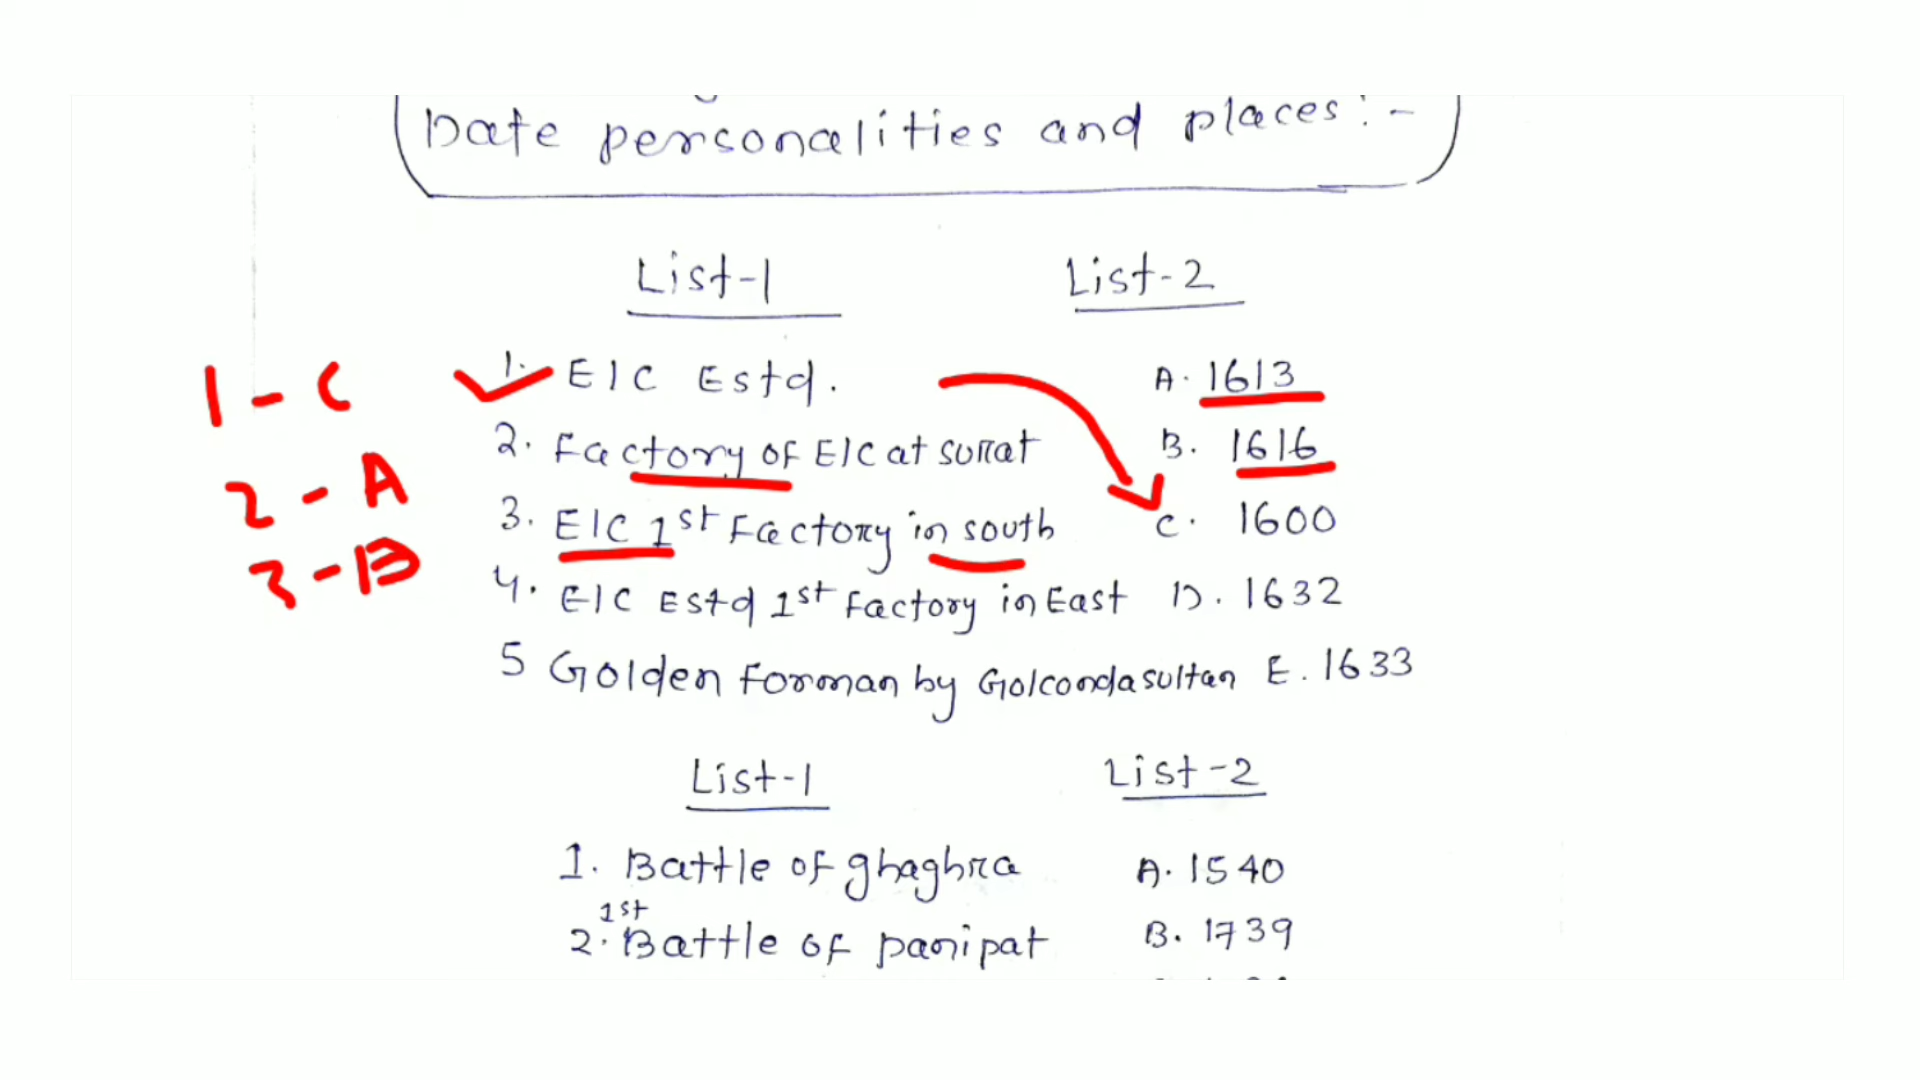 Date personalities and places:-
List-1 List-2
1. EIC Estd. A. 1613
2. Factory of EIC at surat B. 1616
3. EIC 1st Factory in south C. 1600
4. EIC Estd 1st Factory in East D. 1632
5 Golden Forman by Golconda sultan E. 1633
1-C
2-A
3-B
List-1 List-2
1. Battle of ghaghra A. 1540
2. 1st Battle of panipat B. 1739